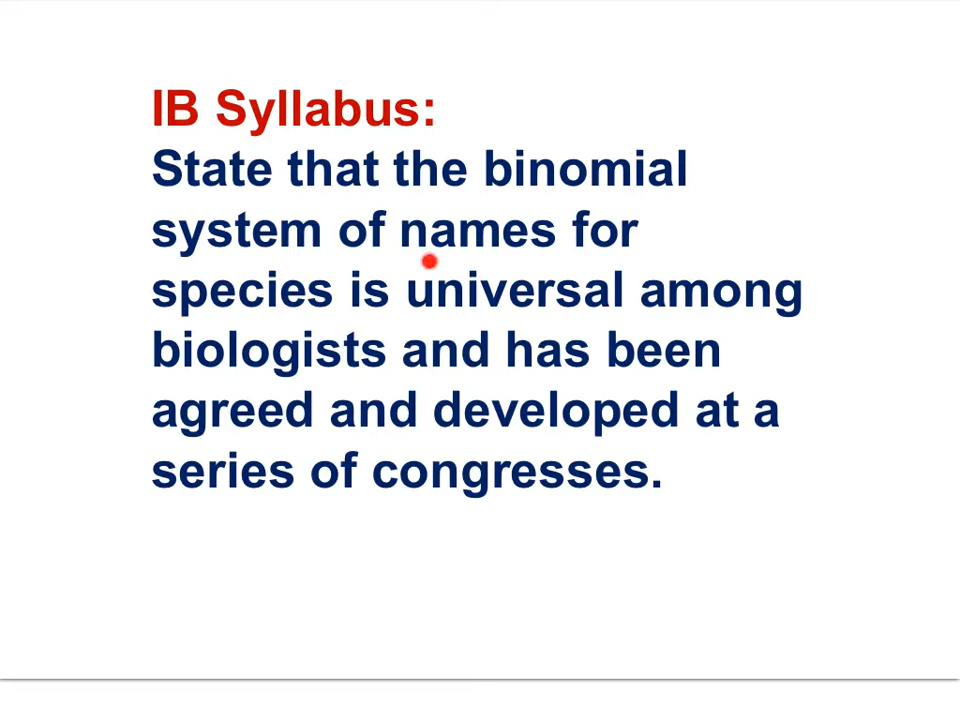 IB Syllabus:
State that the binomial
system of names for
species is universal among
biologists and has been
agreed and developed at a
series of congresses.